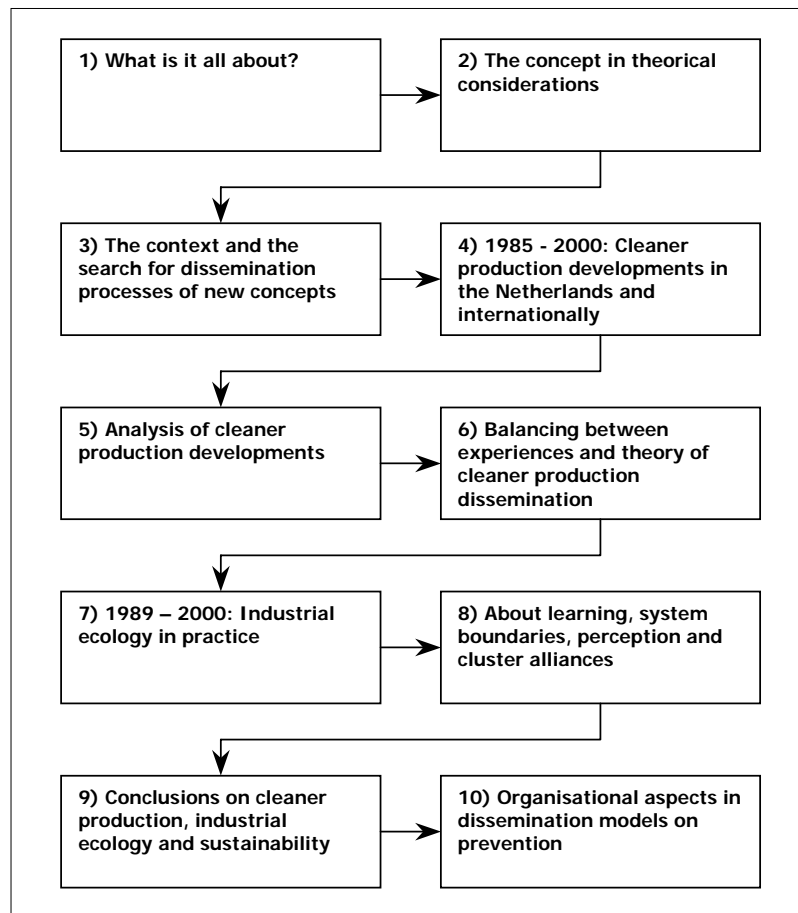 1) What is it all about?
2) The concept in theorical
considerations
3) The context and the
search for dissemination
processes of new concepts
4) 1985 - 2000: Cleaner
production developments in
the Netherlands and
internationally
5) Analysis of cleaner
production developments
6) Balancing between
experiences and theory of
cleaner production
dissemination
7) 1989 – 2000: Industrial
ecology in practice
8) About learning, system
boundaries, perception and
cluster alliances
9) Conclusions on cleaner
production, industrial
ecology and sustainability
10) Organisational aspects in
dissemination models on
prevention